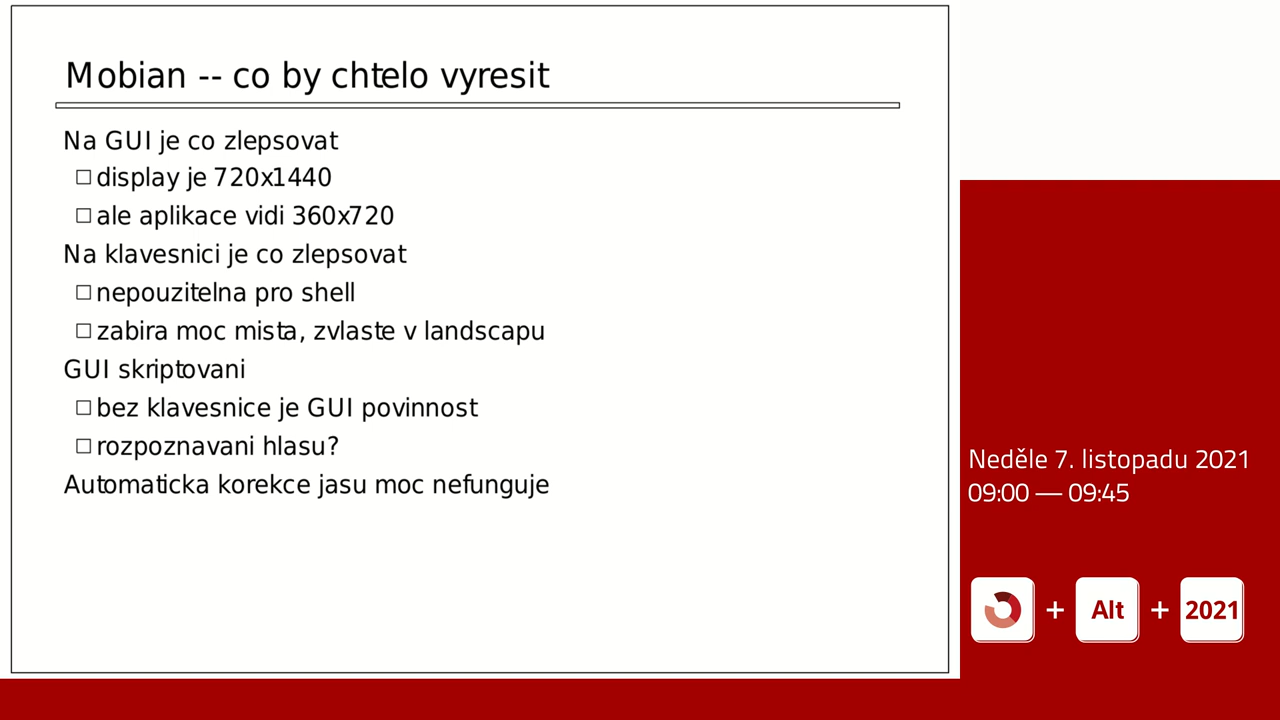 Mobian -- co by chtelo vyresit
Na GUI je co zlepsovat
display je 720x1440
ale aplikace vidi 360x720
Na klavesnici je co zlepsovat
nepouzitelna pro shell
zabira moc mista, zvlaste v landscapu
GUI skriptovani
bez klavesnice je GUI povinnost
rozpoznavani hlasu?
Automaticka korekce jasu moc nefunguje
Neděle 7. listopadu 2021
09:00 — 09:45
+ Alt + 2021